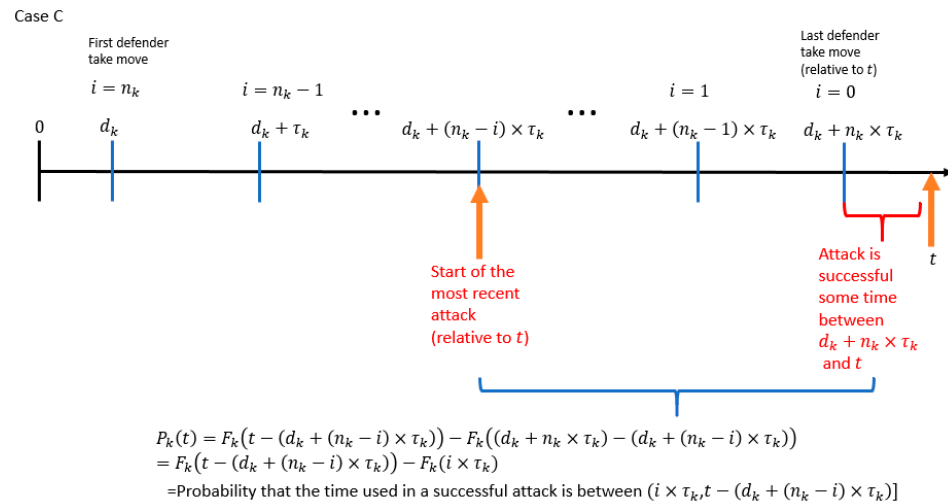 Case C
First defender
take move
Last defender
take move
(relative to t)
i = n_k
i = n_k − 1
...
...
i = 1
i = 0
0
d_k
d_k + τ_k
d_k + (n_k − i) × τ_k
d_k + (n_k − 1) × τ_k
d_k + n_k × τ_k
Start of the
most recent
attack
(relative to t)
Attack is
successful
some time
between
d_k + n_k × τ_k
and t
t
P_k(t) = F_k(t − (d_k + (n_k − i) × τ_k)) − F_k((d_k + n_k × τ_k) − (d_k + (n_k − i) × τ_k))
= F_k(t − (d_k + (n_k − i) × τ_k)) − F_k(i × τ_k)
=Probability that the time used in a successful attack is between (i × τ_k,t − (d_k + (n_k − i) × τ_k)]